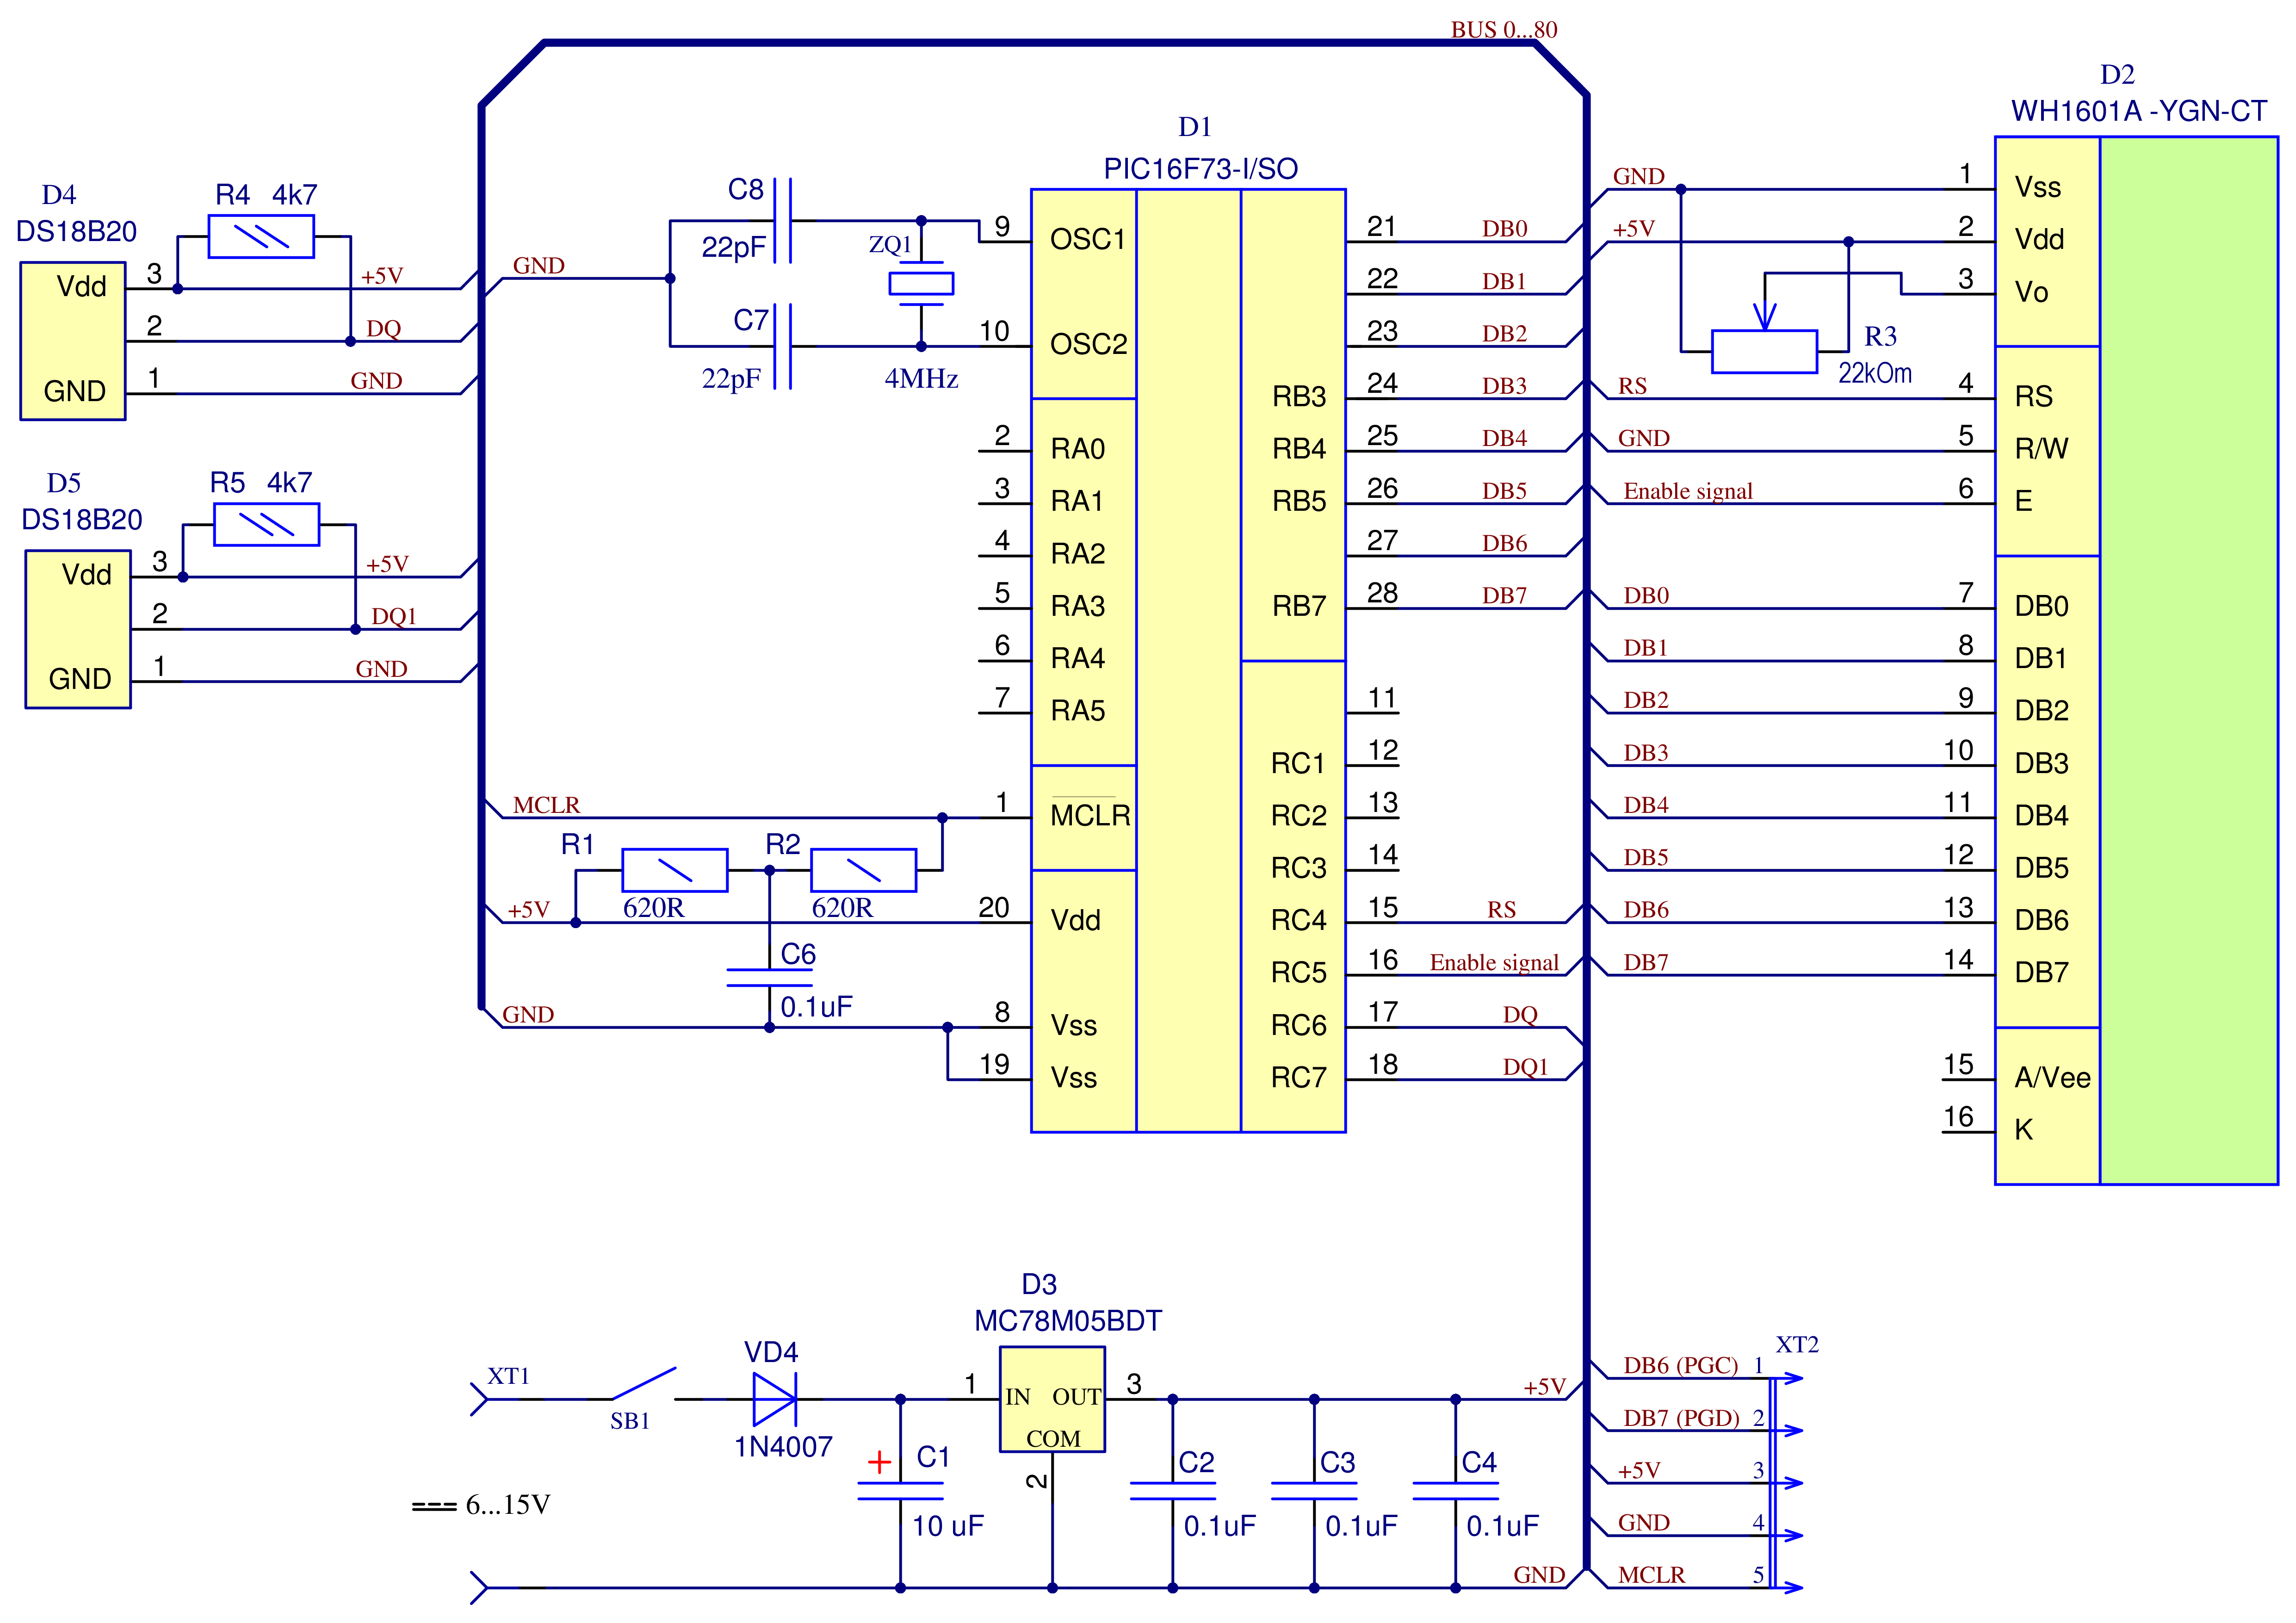 BUS 0...80
D4
DS18B20
R4 4k7
Vdd
3
+5V
2
DQ
GND
1
GND
D5
DS18B20
R5 4k7
Vdd
3
+5V
2
DQ1
GND
1
GND
GND
C8
22pF
C7
22pF
ZQ1
4MHz
D1
PIC16F73-I/SO
9 OSC1
10 OSC2
2 RA0
3 RA1
4 RA2
5 RA3
6 RA4
7 RA5
MCLR
1 MCLR
R1
620R
R2
620R
+5V
20 Vdd
C6
0.1uF
GND
8 Vss
19 Vss
21 DB0
22 DB1
23 DB2
RB3 24 DB3
RB4 25 DB4
RB5 26 DB5
27 DB6
RB7 28 DB7
11
RC1 12
RC2 13
RC3 14
RC4 15 RS
RC5 16 Enable signal
RC6 17 DQ
RC7 18 DQ1
D2
WH1601A -YGN-CT
GND 1 Vss
+5V 2 Vdd
3 Vo
R3
22kOm
RS 4 RS
GND 5 R/W
Enable signal 6 E
DB0 7 DB0
DB1 8 DB1
DB2 9 DB2
DB3 10 DB3
DB4 11 DB4
DB5 12 DB5
DB6 13 DB6
DB7 14 DB7
15 A/Vee
16 K
XT1
SB1
VD4
1N4007
6...15V
+
C1
10 uF
D3
MC78M05BDT
1 IN OUT 3
COM
2
C2
0.1uF
C3
0.1uF
C4
0.1uF
+5V
GND
XT2
DB6 (PGC) 1
DB7 (PGD) 2
+5V 3
GND 4
MCLR 5